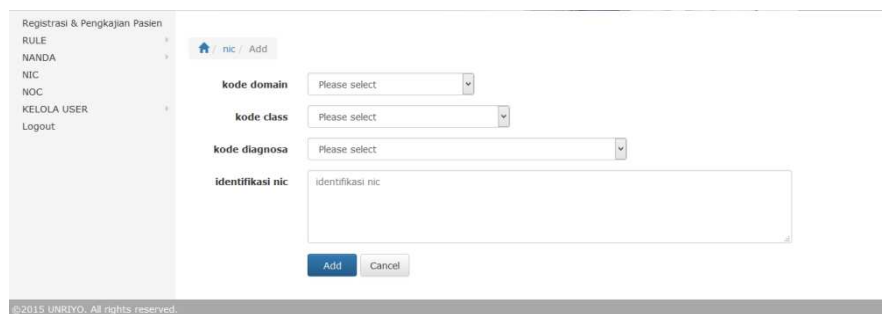 Registrasi & Pengkajian Pasien
RULE
NANDA
NIC
NOC
KELOLA USER
Logout
/ nic / Add
kode domain Please select
kode class Please select
kode diagnosa Please select
identifikasi nic identifikasi nic
Add Cancel
©2015 UNRIYO. All rights reserved.